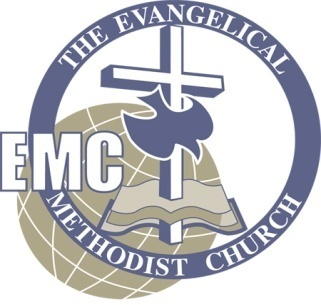 THE EVANGELICAL
EMC
METHODIST CHURCH